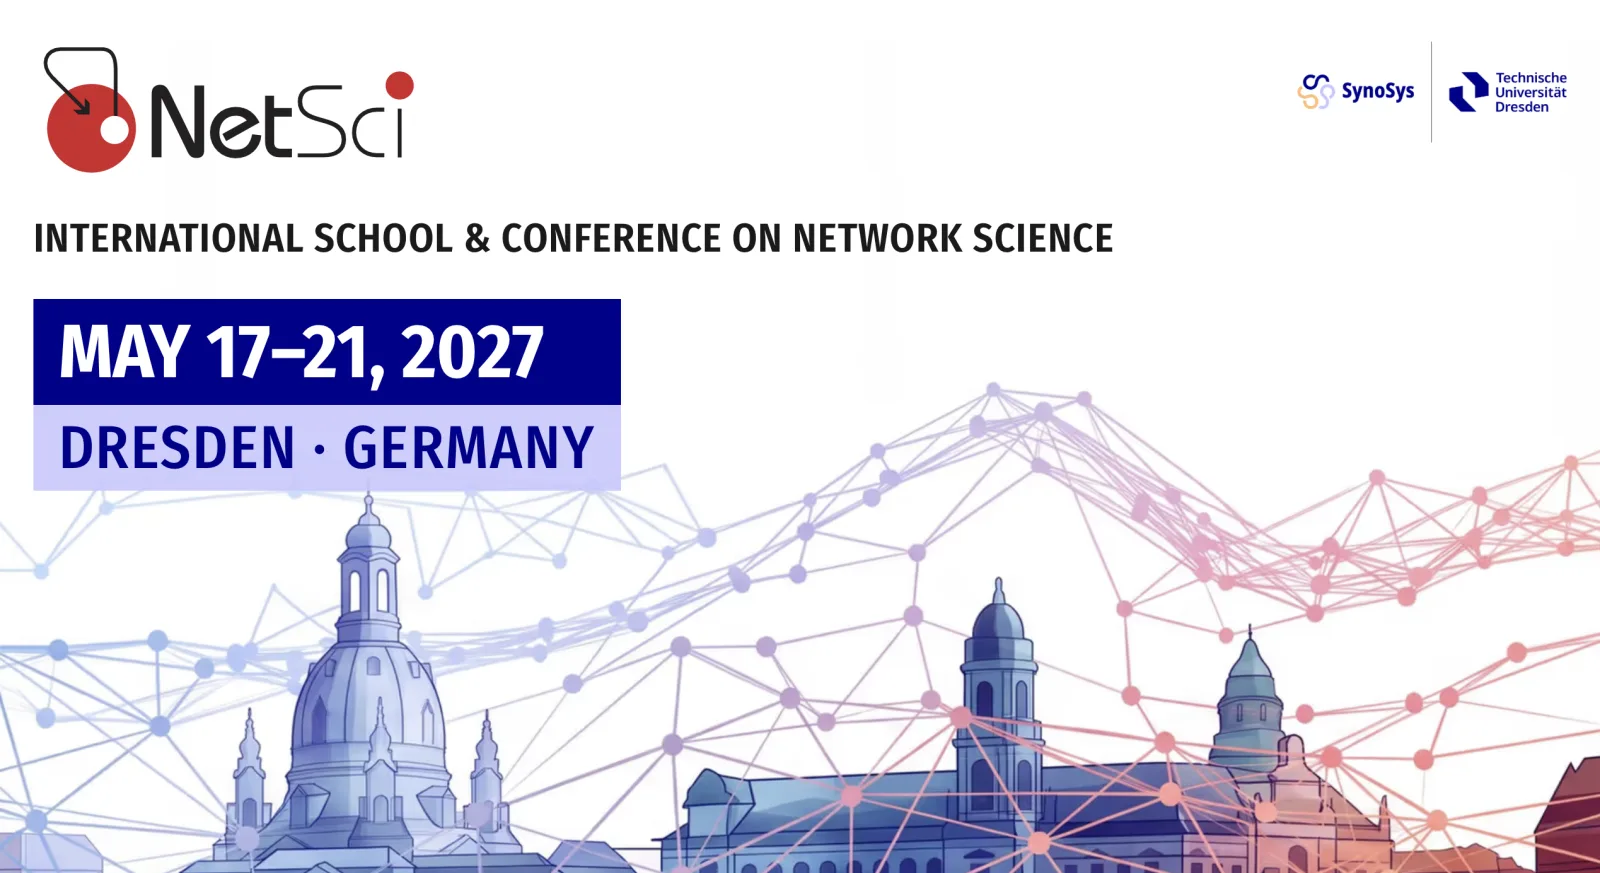 NetSci
SynoSys
Technische
Universität
Dresden
INTERNATIONAL SCHOOL & CONFERENCE ON NETWORK SCIENCE
MAY 17–21, 2027
DRESDEN · GERMANY